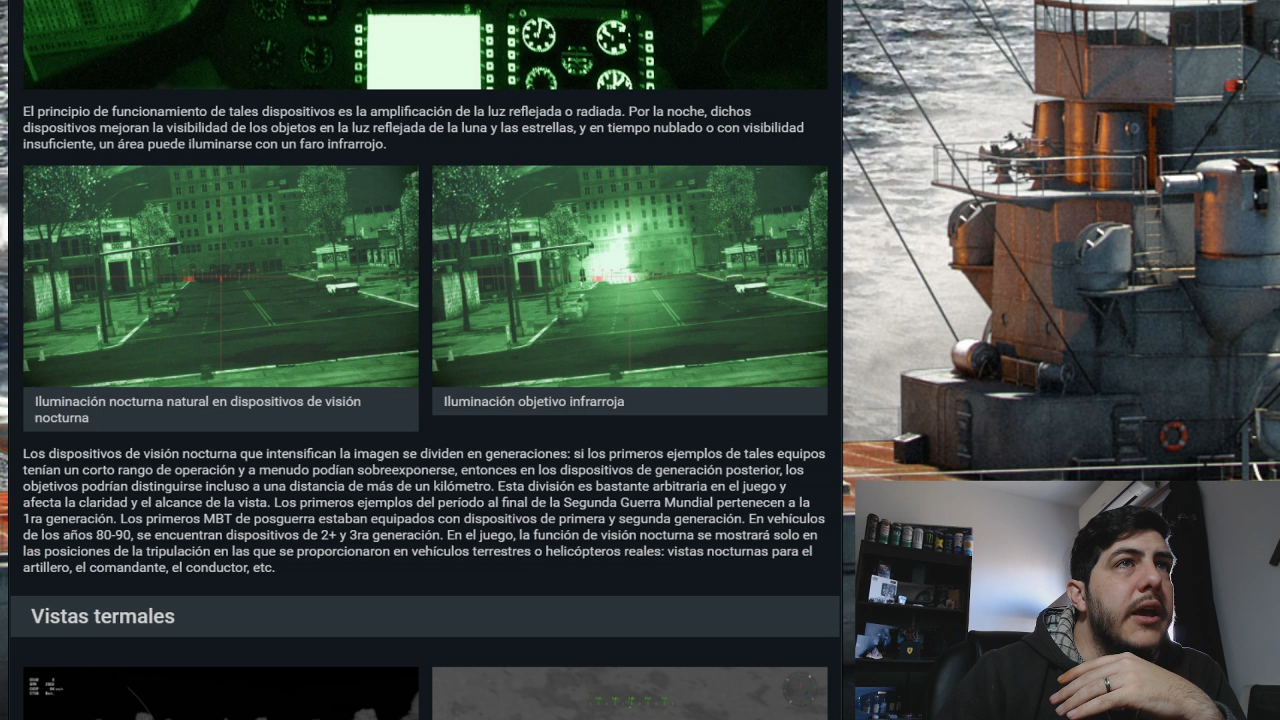 El principio de funcionamiento de tales dispositivos es la amplificación de la luz reflejada o radiada. Por la noche, dichos
dispositivos mejoran la visibilidad de los objetos en la luz reflejada de la luna y las estrellas, y en tiempo nublado o con visibilidad
insuficiente, un área puede iluminarse con un faro infrarrojo.
Iluminación nocturna natural en dispositivos de visión
nocturna
Iluminación objetivo infrarroja
Los dispositivos de visión nocturna que intensifican la imagen se dividen en generaciones: si los primeros ejemplos de tales equipos
tenían un corto rango de operación y a menudo podían sobreexponerse, entonces en los dispositivos de generación posterior, los
objetivos podrían distinguirse incluso a una distancia de más de un kilómetro. Esta división es bastante arbitraria en el juego y
afecta la claridad y el alcance de la vista. Los primeros ejemplos del período al final de la Segunda Guerra Mundial pertenecen a la
1ra generación. Los primeros MBT de posguerra estaban equipados con dispositivos de primera y segunda generación. En vehículos
de los años 80-90, se encuentran dispositivos de 2+ y 3ra generación. En el juego, la función de visión nocturna se mostrará solo en
las posiciones de la tripulación en las que se proporcionaron en vehículos terrestres o helicópteros reales: vistas nocturnas para el
artillero, el comandante, el conductor, etc.
Vistas termales